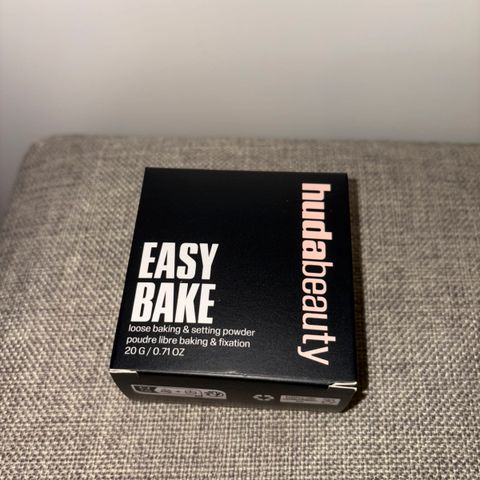 hudabeauty
EASY
BAKE
loose baking & setting powder
poudre libre baking & fixation
20 G / 0.71 OZ